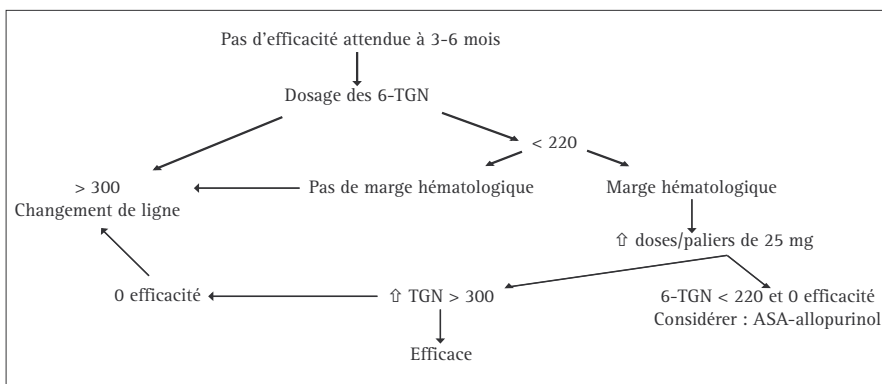 Pas d'efficacité attendue à 3-6 mois
Dosage des 6-TGN
< 220
> 300
Changement de ligne
Pas de marge hématologique
Marge hématologique
⇧ doses/paliers de 25 mg
0 efficacité
⇧ TGN > 300
6-TGN < 220 et 0 efficacité
Considérer : ASA-allopurinol
Efficace